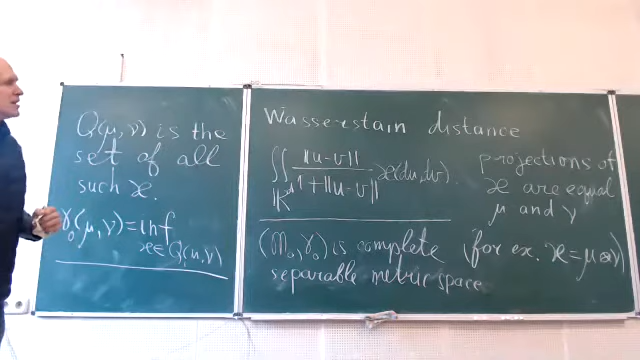 Q(μ,ν) is the
set of all
such ϰ.
γ₀(μ,ν)=inf
ϰ∈Q(μ,ν)
Wasserstain distance
∬ ||u-v|| / 1+||u-v|| ϰ(du,dv).
projections of
ϰ are equal
μ and ν
(𝔐₀,γ₀) is complete
separable metric space
(for ex. ϰ=μ⊗ν)